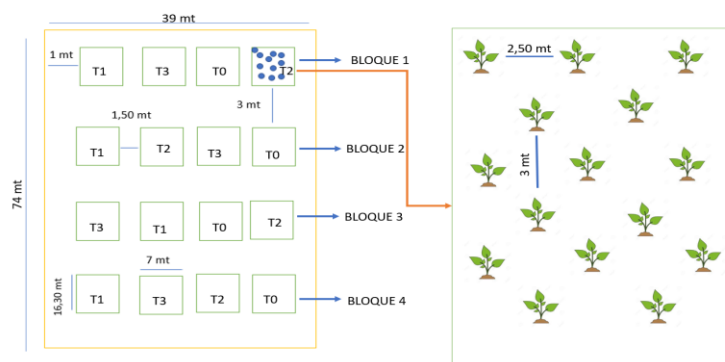 39 mt
74 mt
1 mt
T1 T3 T0 T2
BLOQUE 1
3 mt
1,50 mt
T1 T2 T3 T0
BLOQUE 2
T3 T1 T0 T2
BLOQUE 3
7 mt
16,30 mt
T1 T3 T2 T0
BLOQUE 4
2,50 mt
3 mt